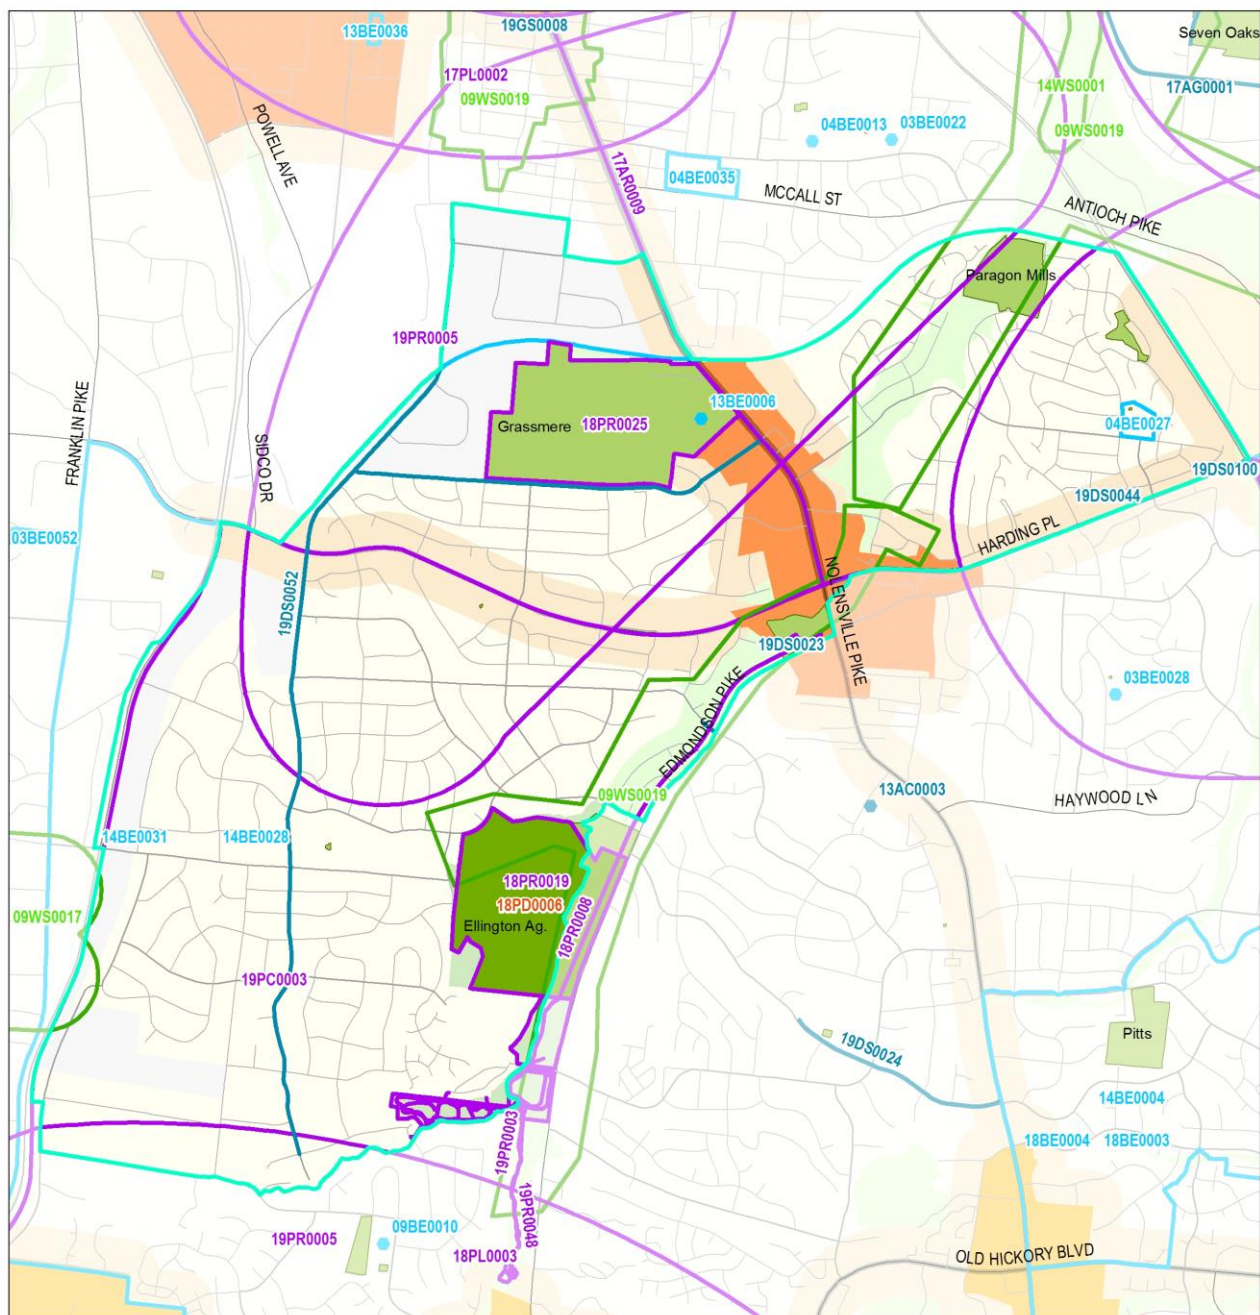 13BE0036
19GS0008
Seven Oaks
17PL0002
09WS0019
14WS0001
17AG0001
POWELL AVE
04BE0013
03BE0022
09WS0019
17AR0009
04BE0035
MCCALL ST
ANTIOCH PIKE
Paragon Mills
19PR0005
FRANKLIN PIKE
SIDCO DR
Grassmere
18PR0025
13BE0006
04BE0027
19DS0100
19DS0044
03BE0052
HARDING PL
19DS0052
NOLENSVILLE PIKE
19DS0023
EDMONDSON PIKE
03BE0028
09WS0019
13AC0003
HAYWOOD LN
14BE0031
14BE0028
18PR0019
18PD0006
Ellington Ag.
09WS0017
18PR0008
19PC0003
Pitts
19DS0024
14BE0004
19PR0003
18BE0004
18BE0003
19PR0048
19PR0005
09BE0010
18PL0003
OLD HICKORY BLVD